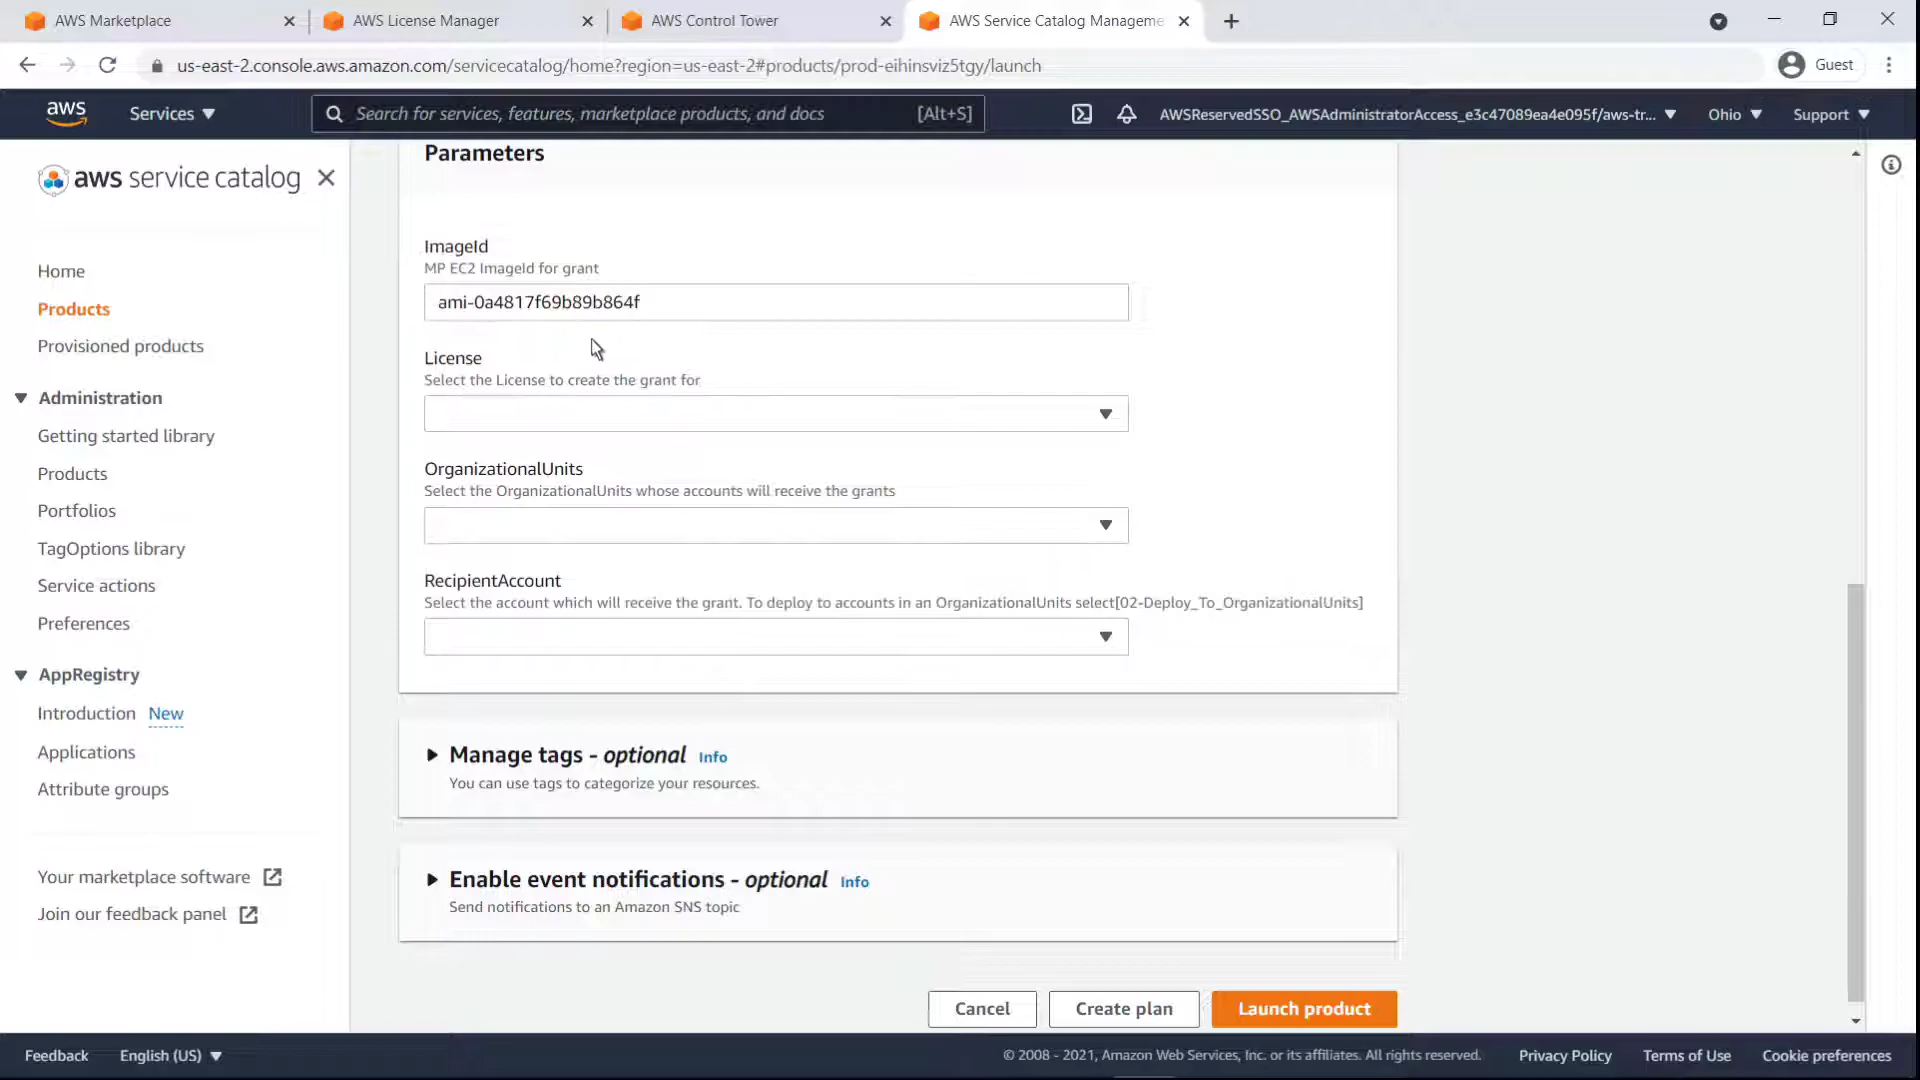 AWS Marketplace
AWS License Manager
AWS Control Tower
AWS Service Catalog Manageme
us-east-2.console.aws.amazon.com/servicecatalog/home?region=us-east-2#products/prod-eihinsviz5tgy/launch
Guest
aws
Services
Search for services, features, marketplace products, and docs
[Alt+S]
AWSReservedSSO_AWSAdministratorAccess_e3c47089ea4e095f/aws-tr...
Ohio
Support
aws service catalog
Home
Products
Provisioned products
Administration
Getting started library
Products
Portfolios
TagOptions library
Service actions
Preferences
AppRegistry
Introduction New
Applications
Attribute groups
Your marketplace software
Join our feedback panel
Parameters
ImageId
MP EC2 ImageId for grant
ami-0a4817f69b89b864f
License
Select the License to create the grant for
OrganizationalUnits
Select the OrganizationalUnits whose accounts will receive the grants
RecipientAccount
Select the account which will receive the grant. To deploy to accounts in an OrganizationalUnits select[02-Deploy_To_OrganizationalUnits]
Manage tags - optional Info
You can use tags to categorize your resources.
Enable event notifications - optional Info
Send notifications to an Amazon SNS topic
Cancel
Create plan
Launch product
Feedback
English (US)
© 2008 - 2021, Amazon Web Services, Inc. or its affiliates. All rights reserved.
Privacy Policy
Terms of Use
Cookie preferences